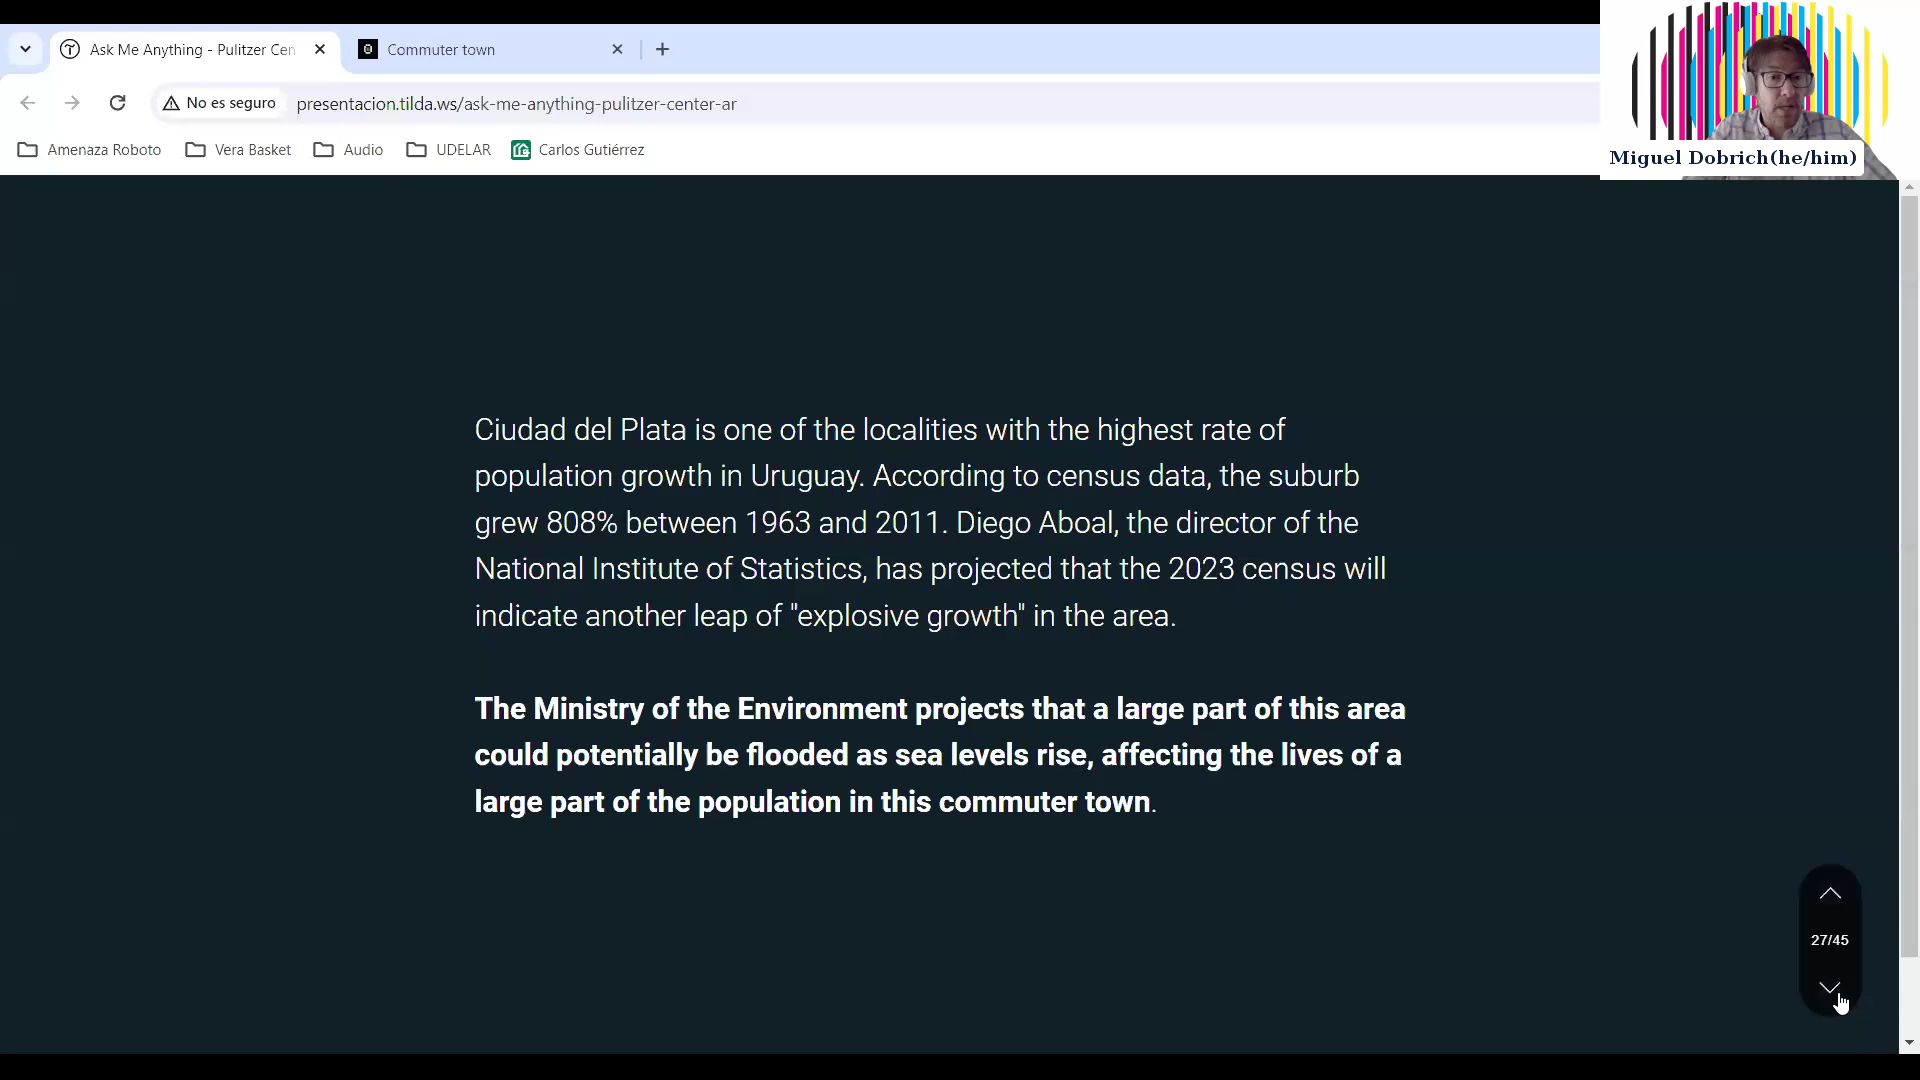 Ask Me Anything - Pulitzer Cen
Commuter town
No es seguro
presentacion.tilda.ws/ask-me-anything-pulitzer-center-ar
Amenaza Roboto
Vera Basket
Audio
UDELAR
Carlos Gutiérrez
Miguel Dobrich(he/him)
Ciudad del Plata is one of the localities with the highest rate of
population growth in Uruguay. According to census data, the suburb
grew 808% between 1963 and 2011. Diego Aboal, the director of the
National Institute of Statistics, has projected that the 2023 census will
indicate another leap of "explosive growth" in the area.
The Ministry of the Environment projects that a large part of this area
could potentially be flooded as sea levels rise, affecting the lives of a
large part of the population in this commuter town.
27/45